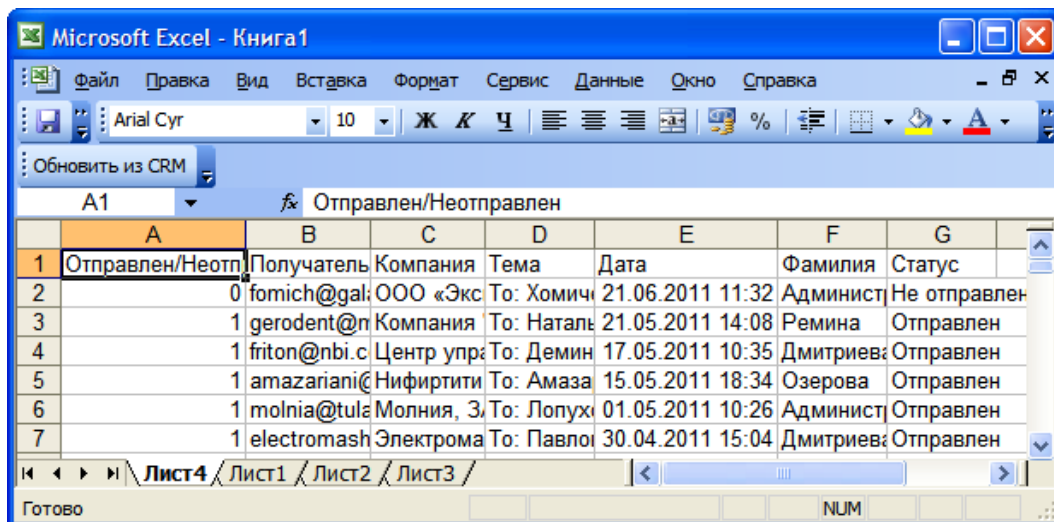 Microsoft Excel - Книга1
Файл Правка Вид Вставка Формат Сервис Данные Окно Справка
Arial Cyr 10 Ж К Ч %  A
Обновить из CRM
A1 fx Отправлен/Неотправлен
A B C D E F G
1 Отправлен/Неотп Получатель Компания Тема Дата Фамилия Статус
2 0 fomich@gala ООО «Экс To: Хомич 21.06.2011 11:32 Админист Не отправлен
3 1 gerodent@m Компания To: Наталь 21.05.2011 14:08 Ремина Отправлен
4 1 friton@nbi.c Центр упра To: Демин 17.05.2011 10:35 Дмитриева Отправлен
5 1 amazariani@ Нифиртити To: Амаза 15.05.2011 18:34 Озерова Отправлен
6 1 molnia@tula Молния, З To: Лопух 01.05.2011 10:26 Админист Отправлен
7 1 electromash Электрома To: Павло 30.04.2011 15:04 Дмитриева Отправлен
Лист4 Лист1 Лист2 Лист3
Готово NUM